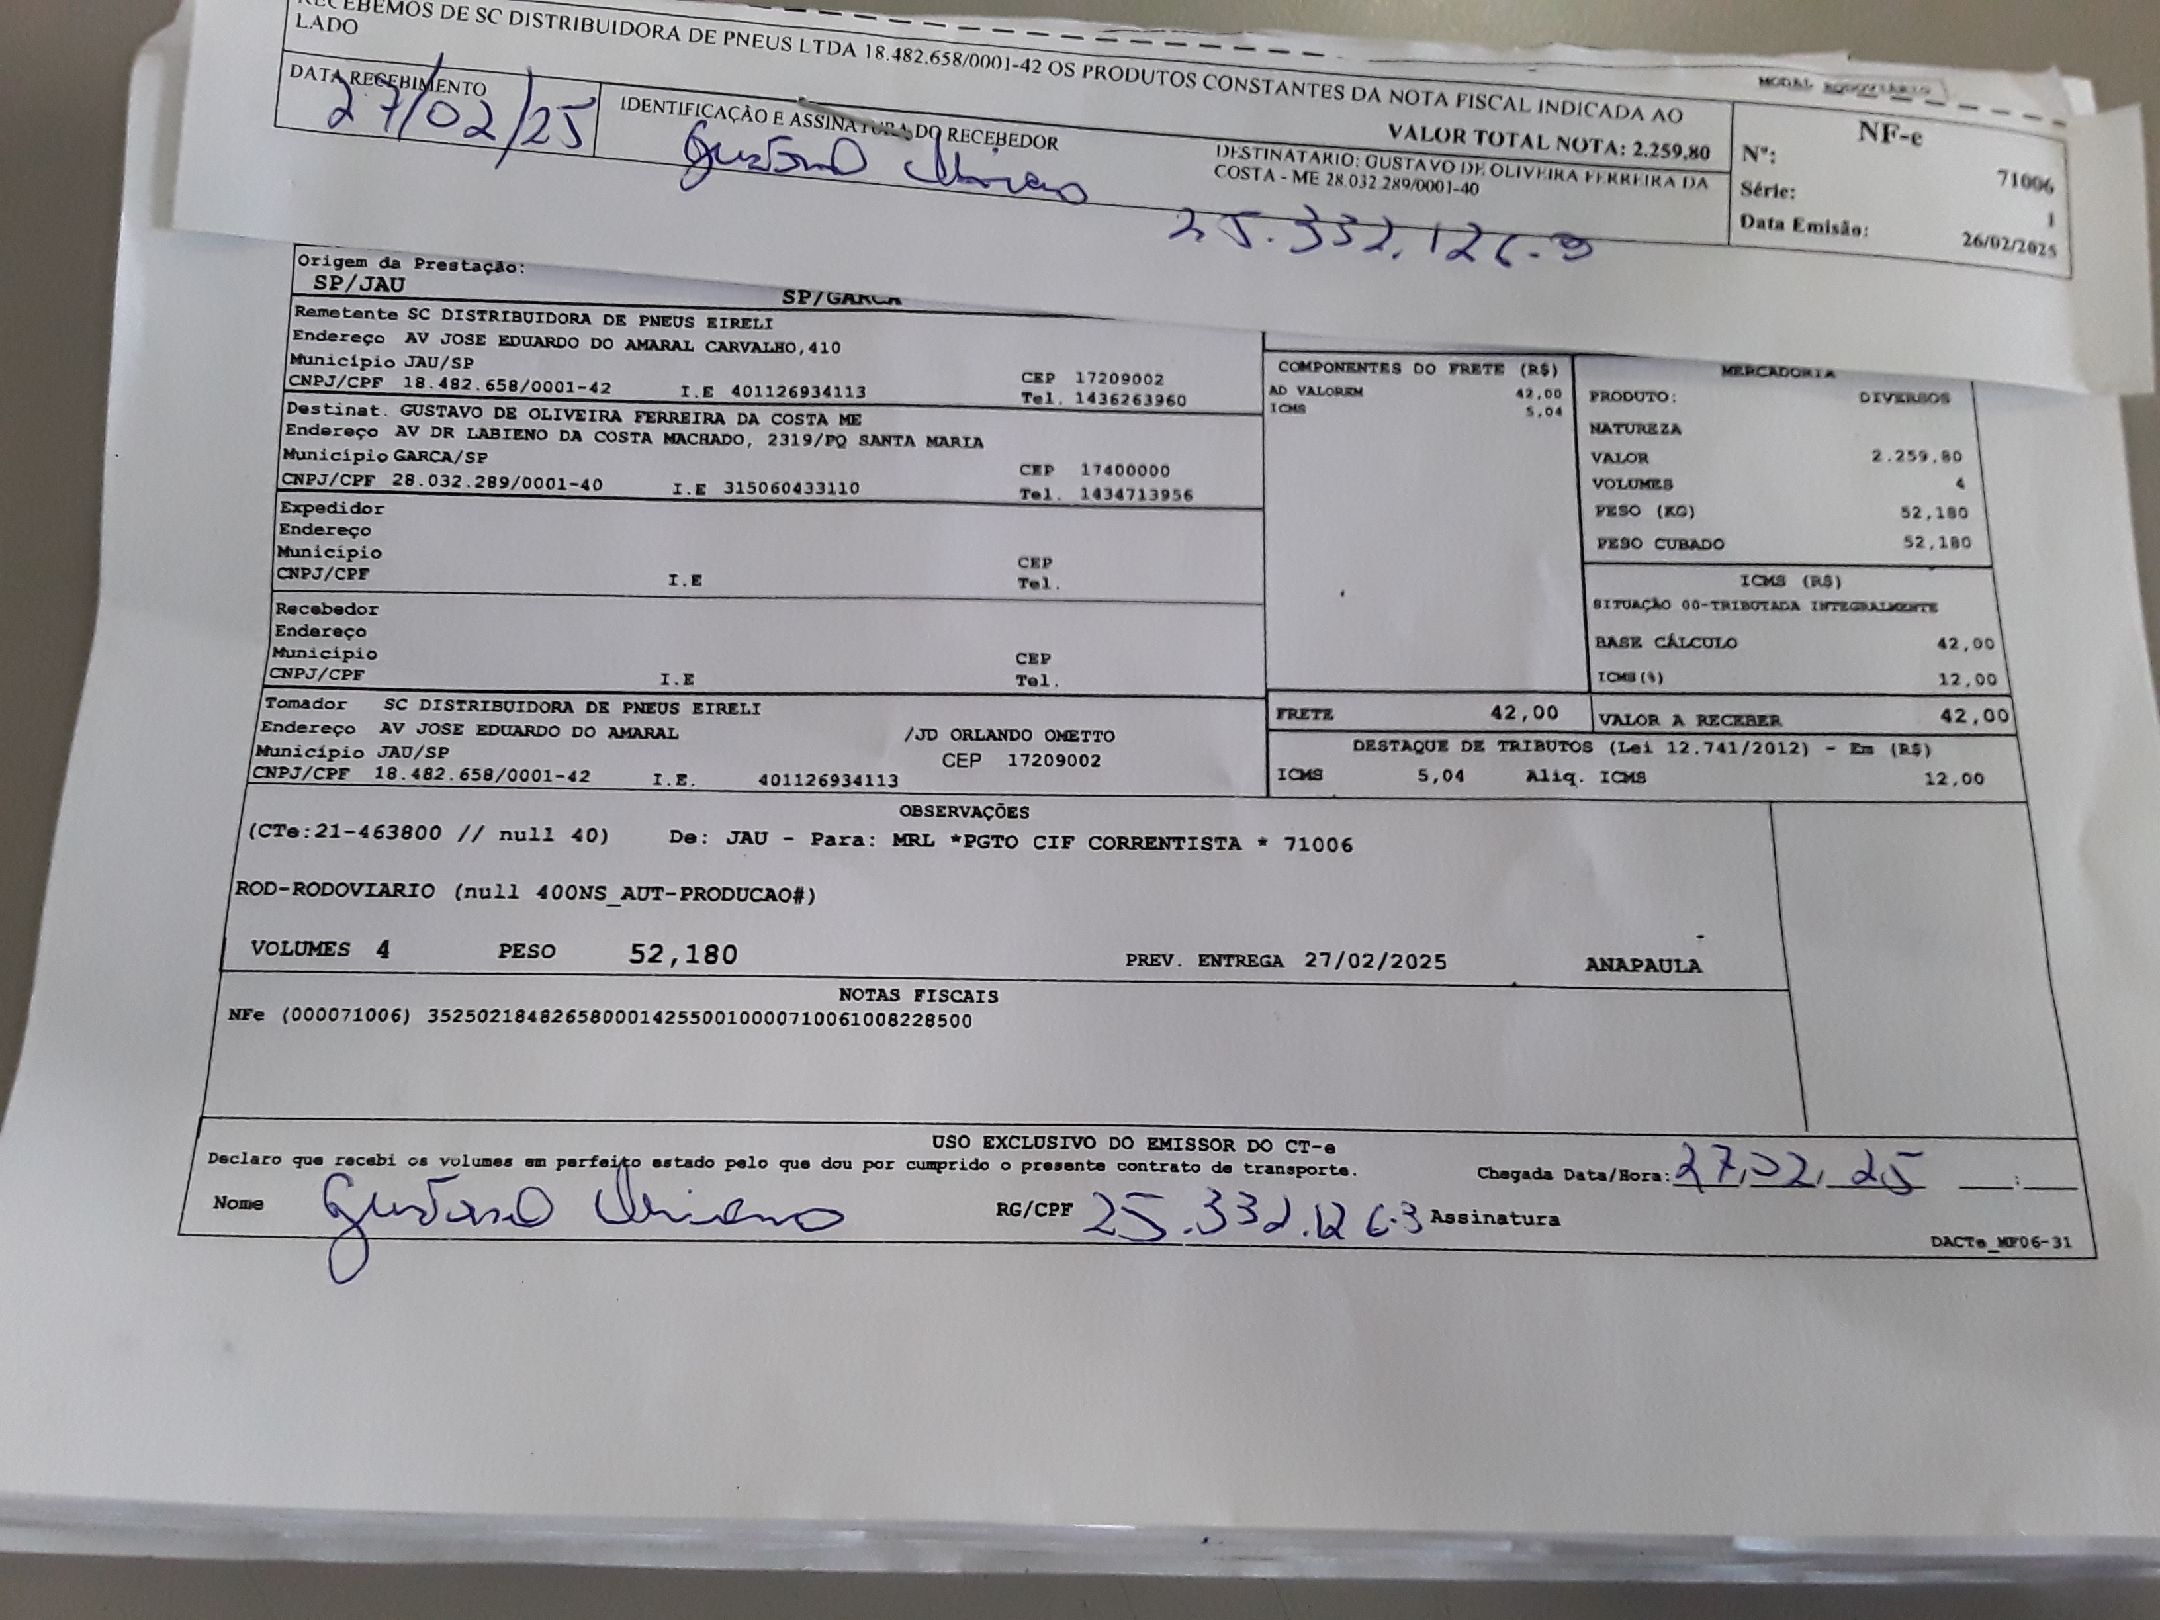 RECEBEMOS DE SC DISTRIBUIDORA DE PNEUS LTDA 18.482.658/0001-42 OS PRODUTOS CONSTANTES DA NOTA FISCAL INDICADA AO
LADO
VALOR TOTAL NOTA: 2.259,80
DATA RECEBIMENTO
27/02/25
IDENTIFICAÇÃO E ASSINATURA DO RECEBEDOR
Gustavo
DESTINATÁRIO: GUSTAVO DE OLIVEIRA FERREIRA DA
COSTA - ME 28.032.289/0001-40
25.332.126-3
MODAL RODOVIÁRIO
NF-e
Nº: 71006
Série: 1
Data Emissão: 26/02/2025
Origem da Prestação:
SP/JAU SP/GARCA
Remetente SC DISTRIBUIDORA DE PNEUS EIRELI
Endereço AV JOSE EDUARDO DO AMARAL CARVALHO,410
Município JAU/SP CEP 17209002
CNPJ/CPF 18.482.658/0001-42 I.E 401126934113 Tel. 1436263960
Destinat. GUSTAVO DE OLIVEIRA FERREIRA DA COSTA ME
Endereço AV DR LABIENO DA COSTA MACHADO, 2319/PQ SANTA MARIA
Município GARCA/SP CEP 17400000
CNPJ/CPF 28.032.289/0001-40 I.E 315060433110 Tel. 1434713956
Expedidor
Endereço
Município CEP
CNPJ/CPF I.E Tel.
Recebedor
Endereço
Município CEP
CNPJ/CPF I.E Tel.
Tomador SC DISTRIBUIDORA DE PNEUS EIRELI
Endereço AV JOSE EDUARDO DO AMARAL /JD ORLANDO OMETTO
Município JAU/SP CEP 17209002
CNPJ/CPF 18.482.658/0001-42 I.E. 401126934113
COMPONENTES DO FRETE (R$)
AD VALOREM 42,00
ICMS 5,04
MERCADORIA
PRODUTO: DIVERSOS
NATUREZA
VALOR 2.259,80
VOLUMES 4
PESO (KG) 52,180
PESO CUBADO 52,180
ICMS (R$)
SITUAÇÃO 00-TRIBUTADA INTEGRALMENTE
BASE CÁLCULO 42,00
ICMS(%) 12,00
FRETE 42,00 VALOR A RECEBER 42,00
DESTAQUE DE TRIBUTOS (Lei 12.741/2012) - Em (R$)
ICMS 5,04 Aliq. ICMS 12,00
OBSERVAÇÕES
(CTe:21-463800 // null 40) De: JAU - Para: MRL *PGTO CIF CORRENTISTA * 71006
ROD-RODOVIARIO (null 400NS_AUT-PRODUCAO#)
VOLUMES 4 PESO 52,180 PREV. ENTREGA 27/02/2025 ANAPAULA
NOTAS FISCAIS
NFe (000071006) 35250218482658000142550010000710061008228500
USO EXCLUSIVO DO EMISSOR DO CT-e
Declaro que recebi os volumes em perfeito estado pelo que dou por cumprido o presente contrato de transporte. Chegada Data/Hora: 27,02, 25 :
Nome Gustavo RG/CPF 25.332.126-3 Assinatura
DACTe_MF06-31